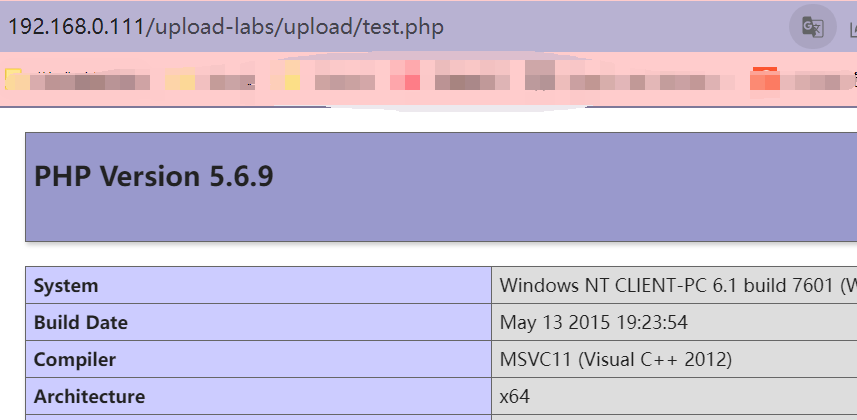 192.168.0.111/upload-labs/upload/test.php
PHP Version 5.6.9
System Windows NT CLIENT-PC 6.1 build 7601 (W
Build Date May 13 2015 19:23:54
Compiler MSVC11 (Visual C++ 2012)
Architecture x64